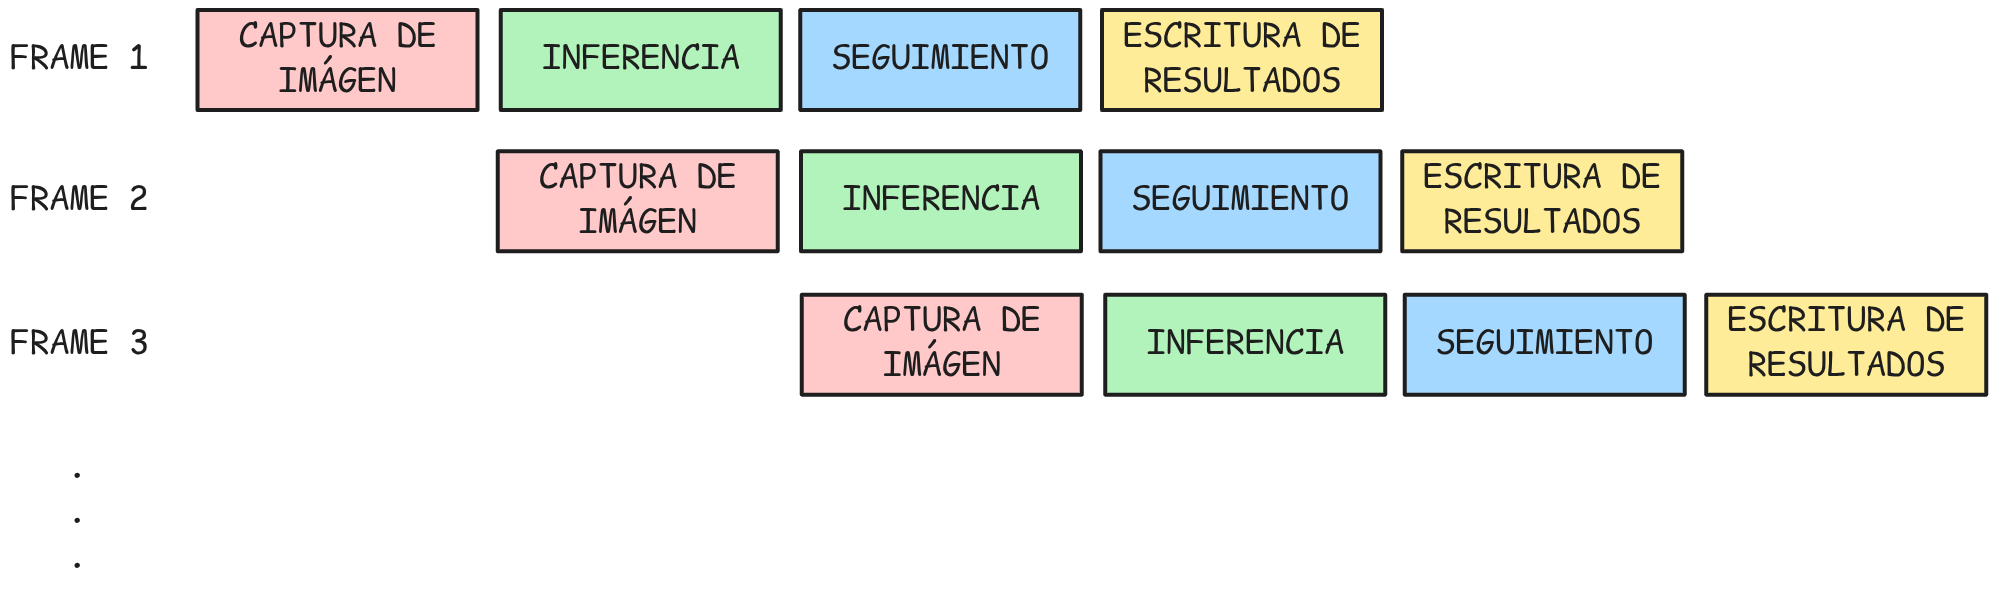 FRAME 1
CAPTURA DE
IMÁGEN
INFERENCIA
SEGUIMIENTO
ESCRITURA DE
RESULTADOS
FRAME 2
CAPTURA DE
IMÁGEN
INFERENCIA
SEGUIMIENTO
ESCRITURA DE
RESULTADOS
FRAME 3
CAPTURA DE
IMÁGEN
INFERENCIA
SEGUIMIENTO
ESCRITURA DE
RESULTADOS
.
.
.